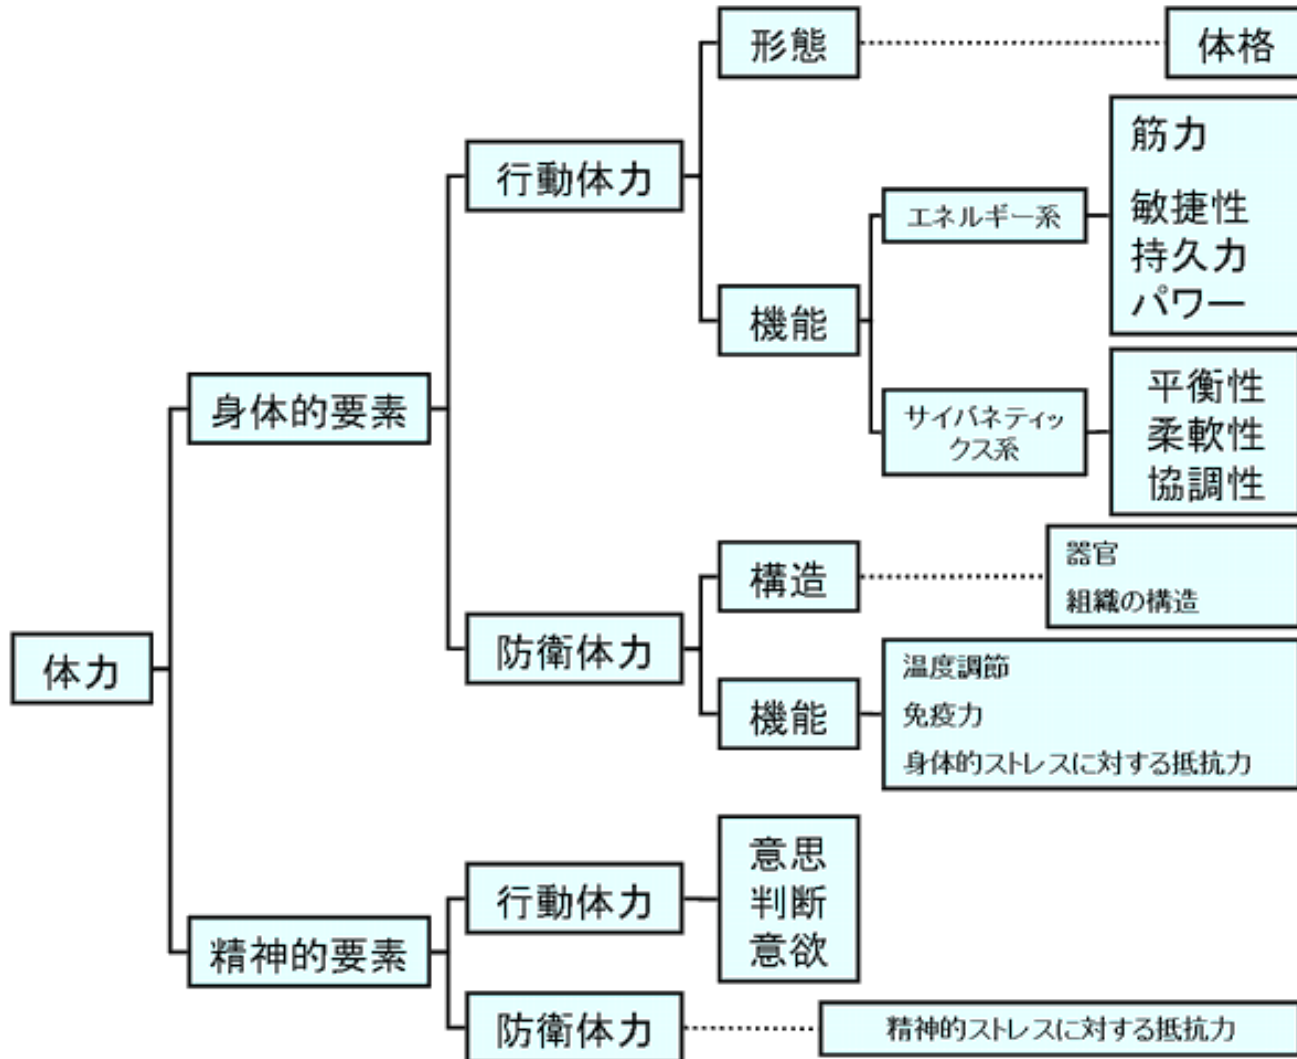 形態
体格
筋力
行動体力
エネルギー系
敏捷性
持久力
パワー
機能
身体的要素
サイバネティッ
クス系
平衡性
柔軟性
協調性
構造
器官
組織の構造
体力
防衛体力
機能
温度調節
免疫力
身体的ストレスに対する抵抗力
精神的要素
行動体力
意思
判断
意欲
防衛体力
精神的ストレスに対する抵抗力